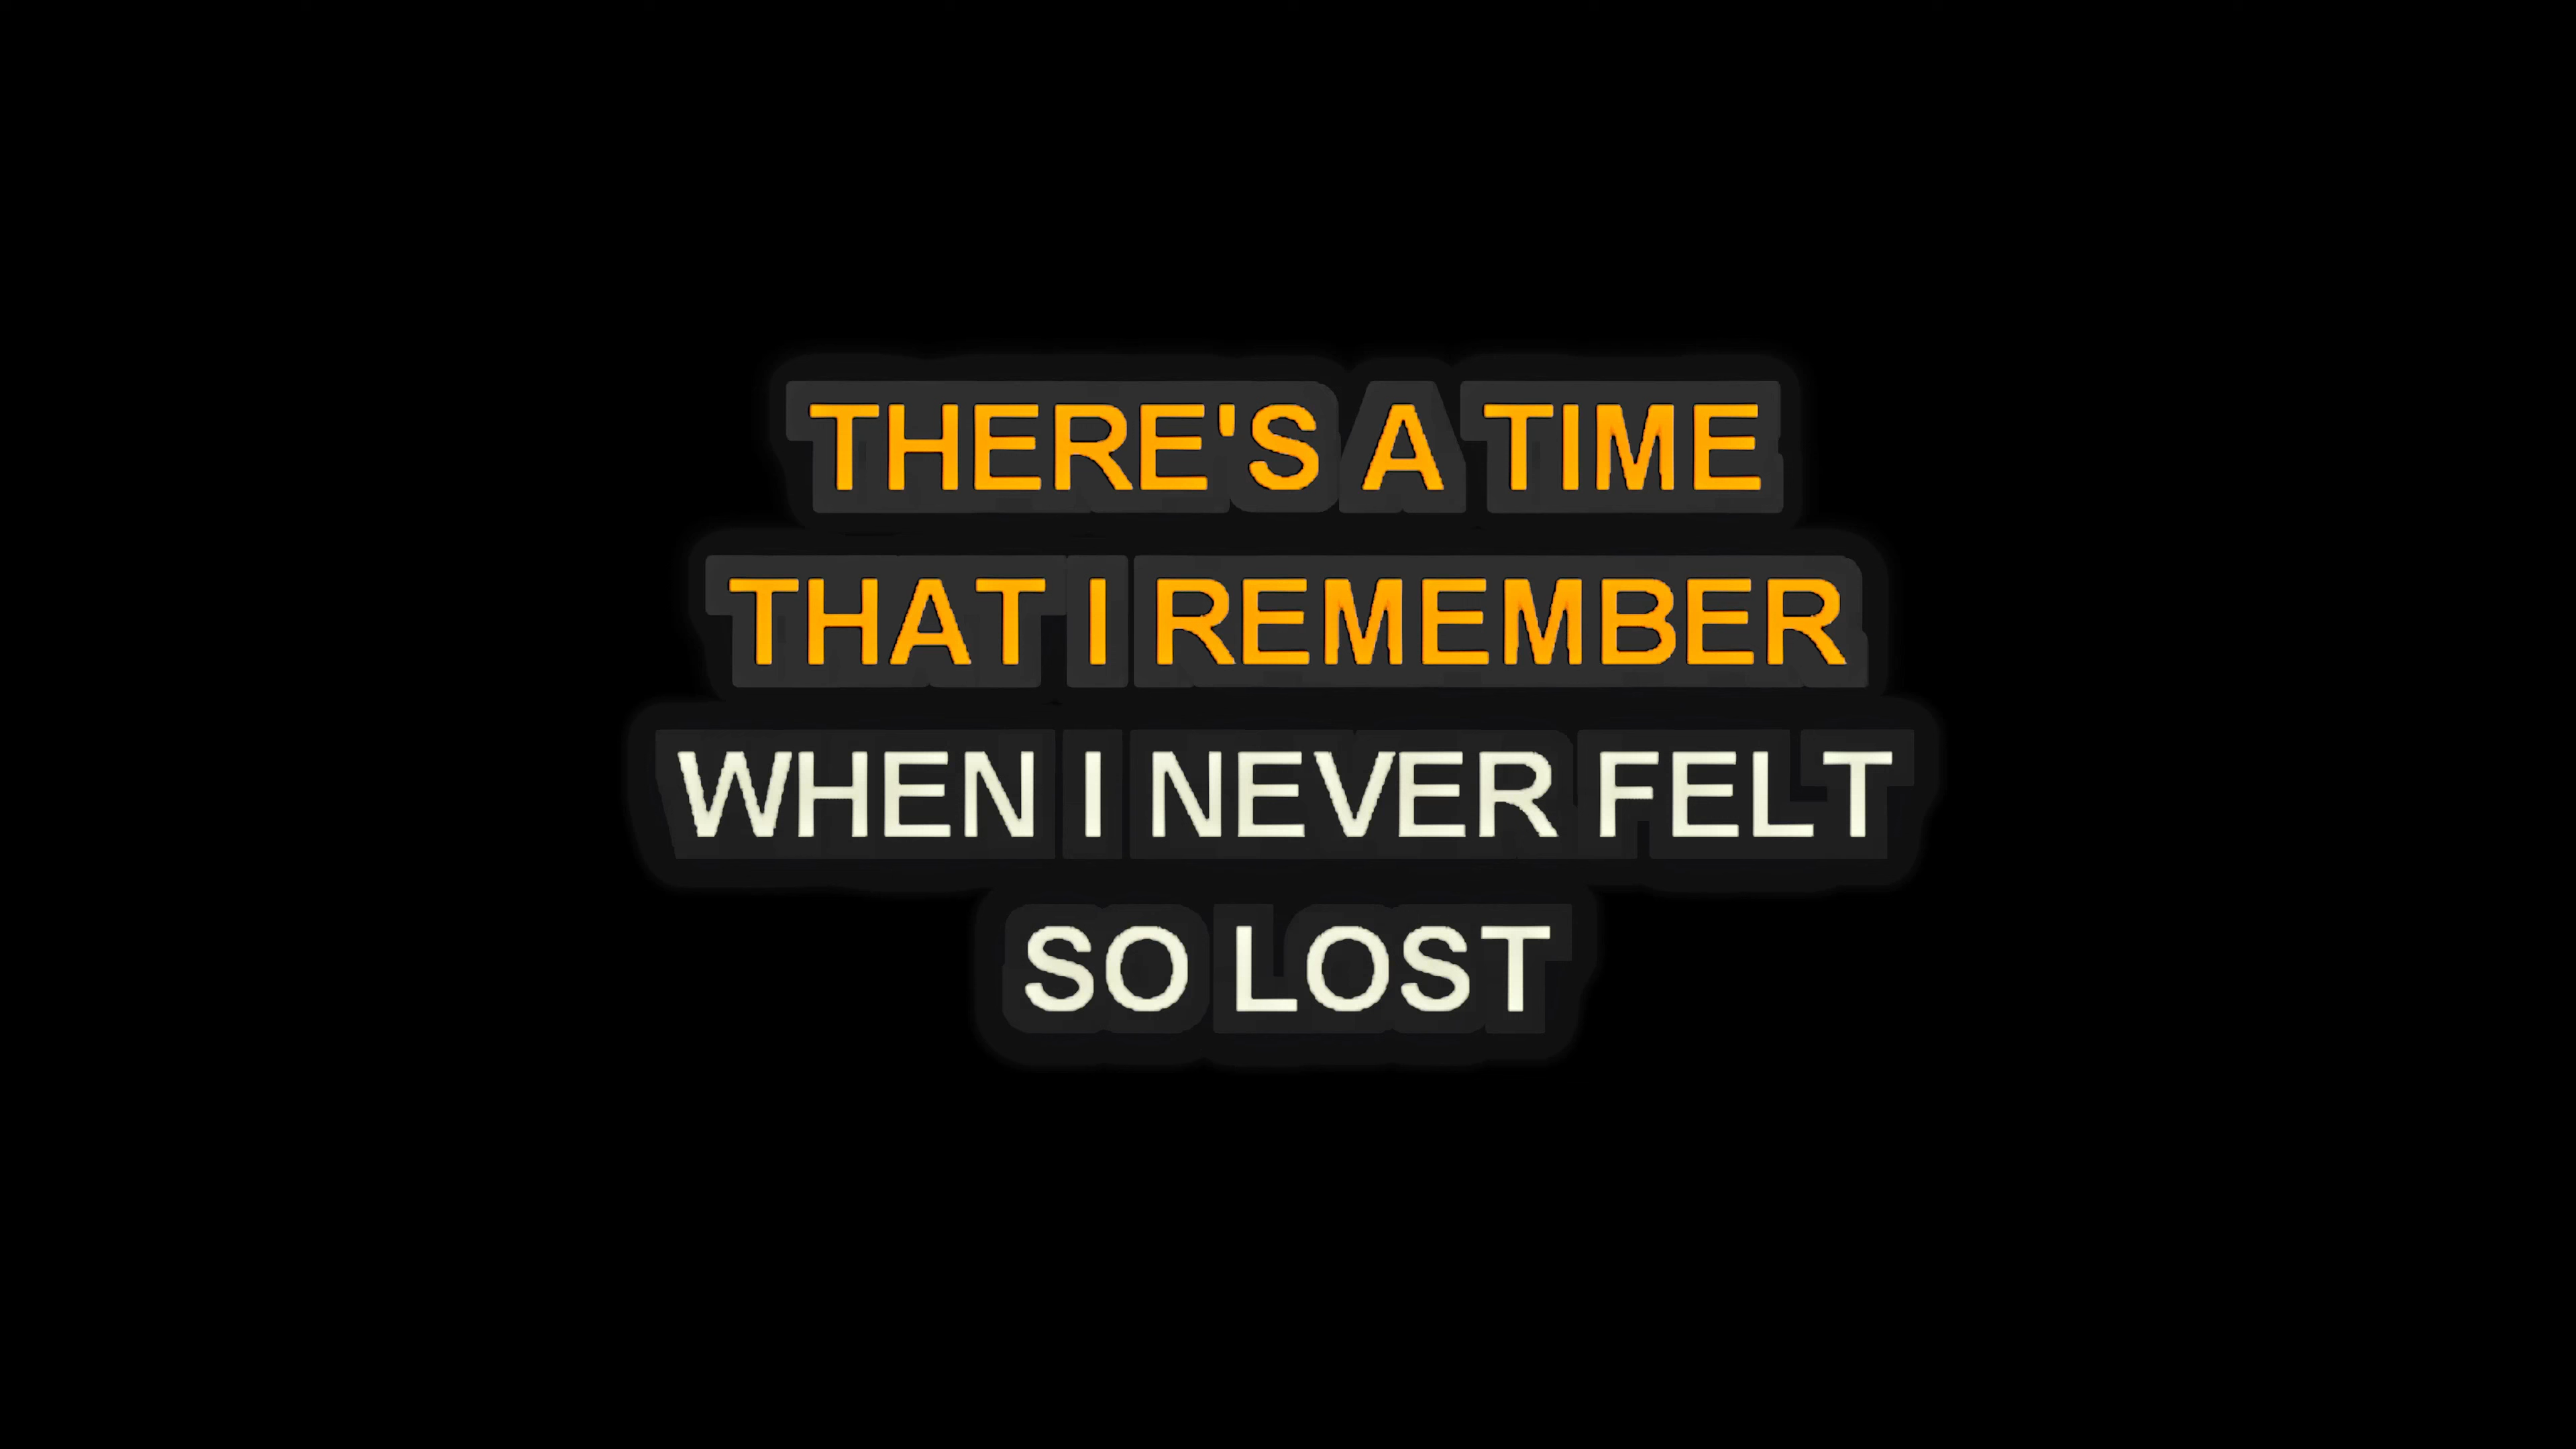 THERE'S A TIME
THAT I REMEMBER
WHEN I NEVER FELT
SO LOST